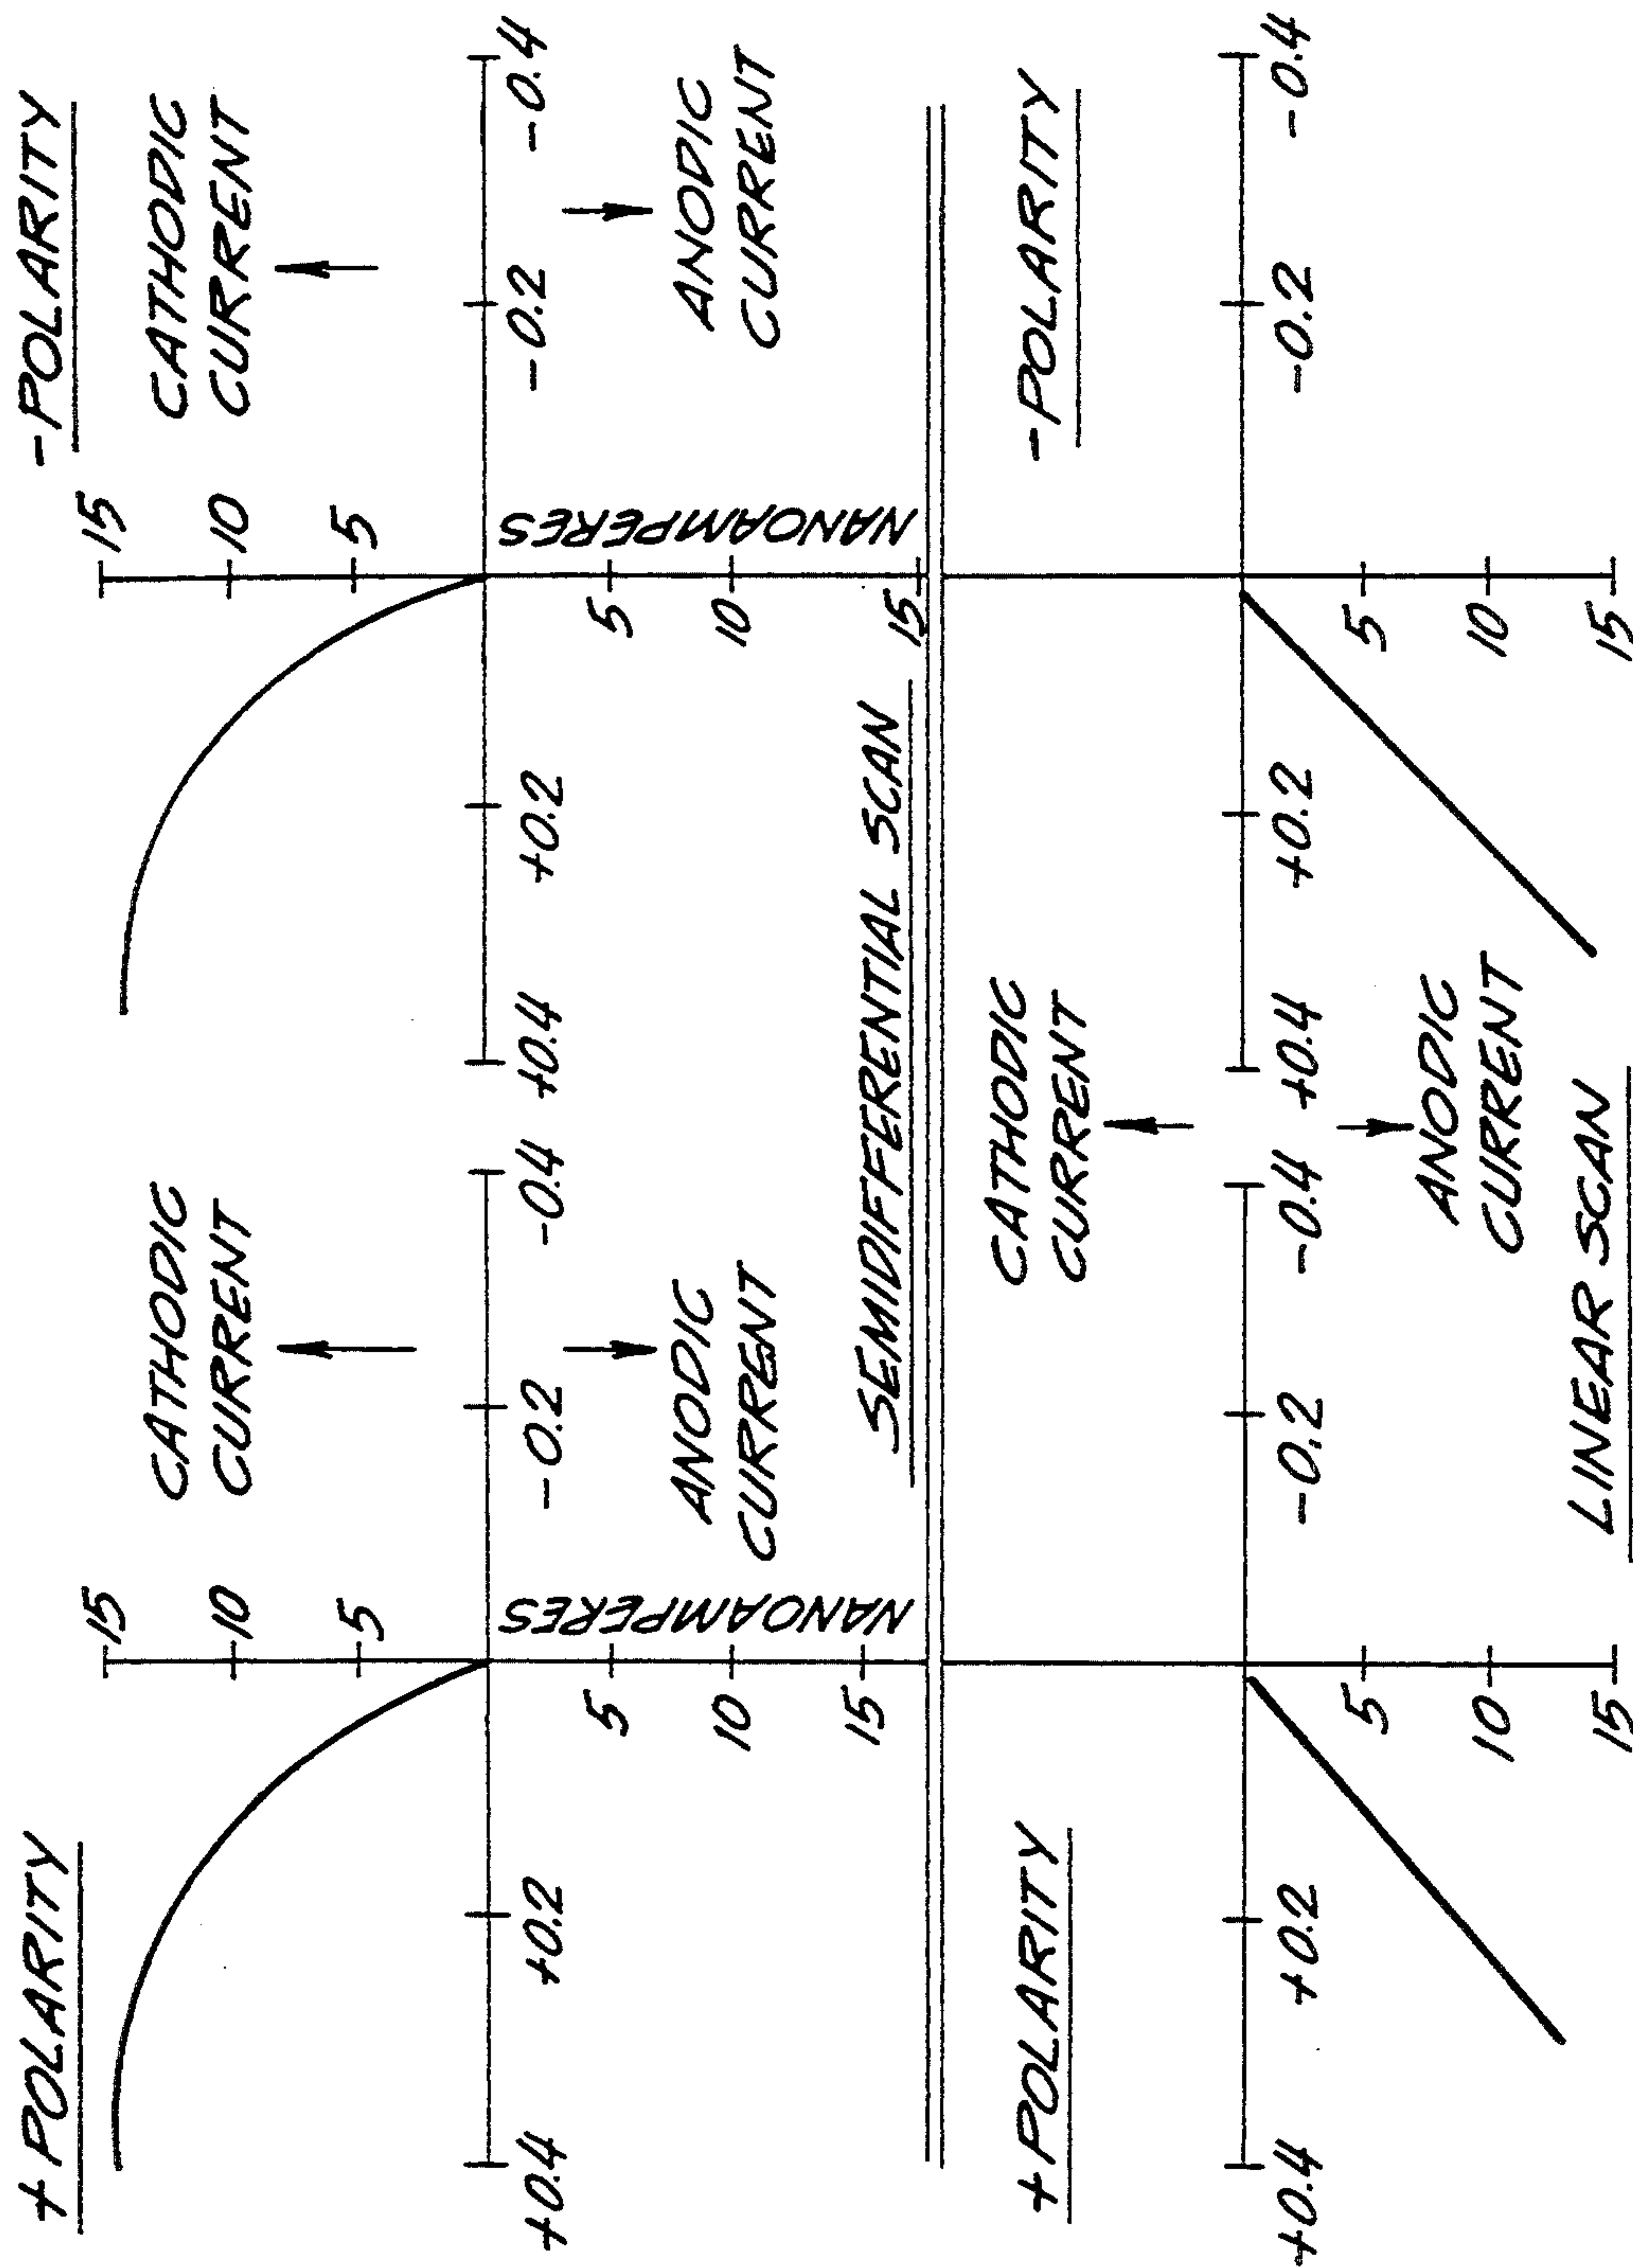 + POLARITY
- POLARITY
15
10
5
CATHODIC
CURRENT
15
10
5
CATHODIC
CURRENT
+0.4
+0.2
-0.2
-0.4
+0.4
+0.2
-0.2
-0.4
5
10
15
NANOAMPERES
ANODIC
CURRENT
5
10
15
NANOAMPERES
ANODIC
CURRENT
SEMIDIFFERENTIAL SCAN
+ POLARITY
CATHODIC
CURRENT
- POLARITY
+0.4
+0.2
-0.2
-0.4
+0.4
+0.2
-0.2
-0.4
5
10
15
ANODIC
CURRENT
5
10
15
LINEAR SCAN